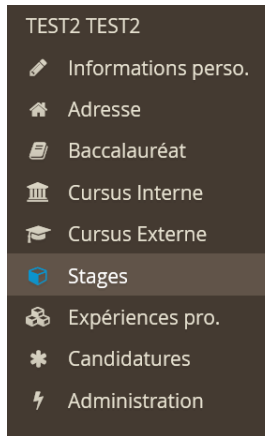 TEST2 TEST2
Informations perso.
Adresse
Baccalauréat
Cursus Interne
Cursus Externe
Stages
Expériences pro.
Candidatures
Administration